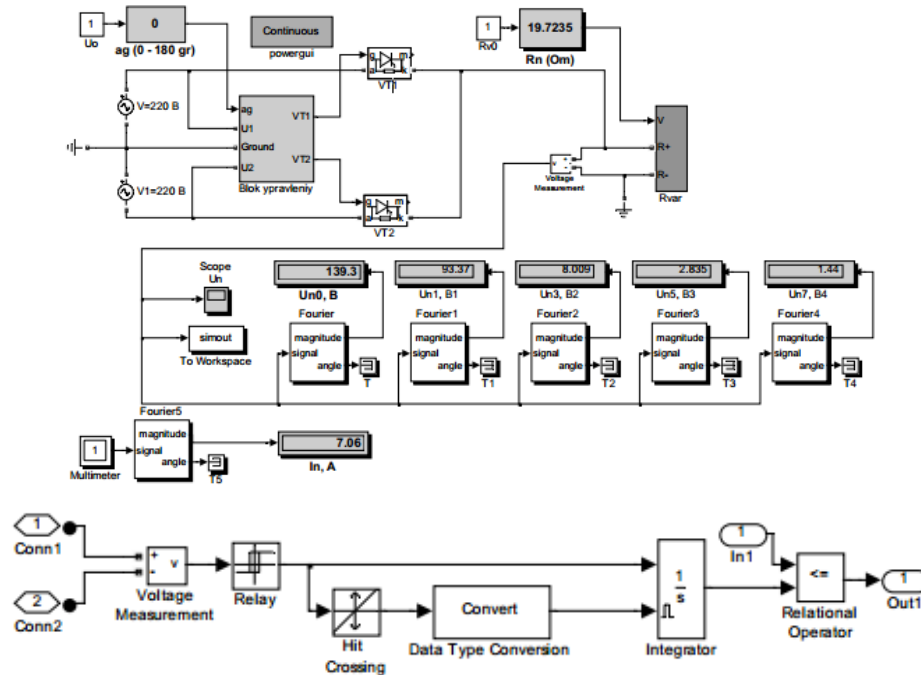 1
Uo
0
ag (0 - 180 gr)
Continuous
powergui
1
Rv0
19.7235
Rn (Om)
g m
a k
VT1
V=220 B
ag
U1
Ground
U2
VT1
VT2
Blok ypravleniy
V1=220 B
g m
a k
VT2
+
-
v
Voltage
Measurement
V
R+
R-
Rvar
Scope
Un
simout
To Workspace
139.3
Un0, B
93.37
Un1, B1
8.009
Un3, B2
2.835
Un5, B3
1.44
Un7, B4
Fourier
magnitude
signal
angle
T
Fourier1
magnitude
signal
angle
T1
Fourier2
magnitude
signal
angle
T2
Fourier3
magnitude
signal
angle
T3
Fourier4
magnitude
signal
angle
T4
1
Multimeter
Fourier5
magnitude
signal
angle
T5
7.06
In, A
1
Conn1
2
Conn2
+
-
v
Voltage
Measurement
Relay
Hit
Crossing
Convert
Data Type Conversion
1
s
Integrator
1
In1
<=
Relational
Operator
1
Out1